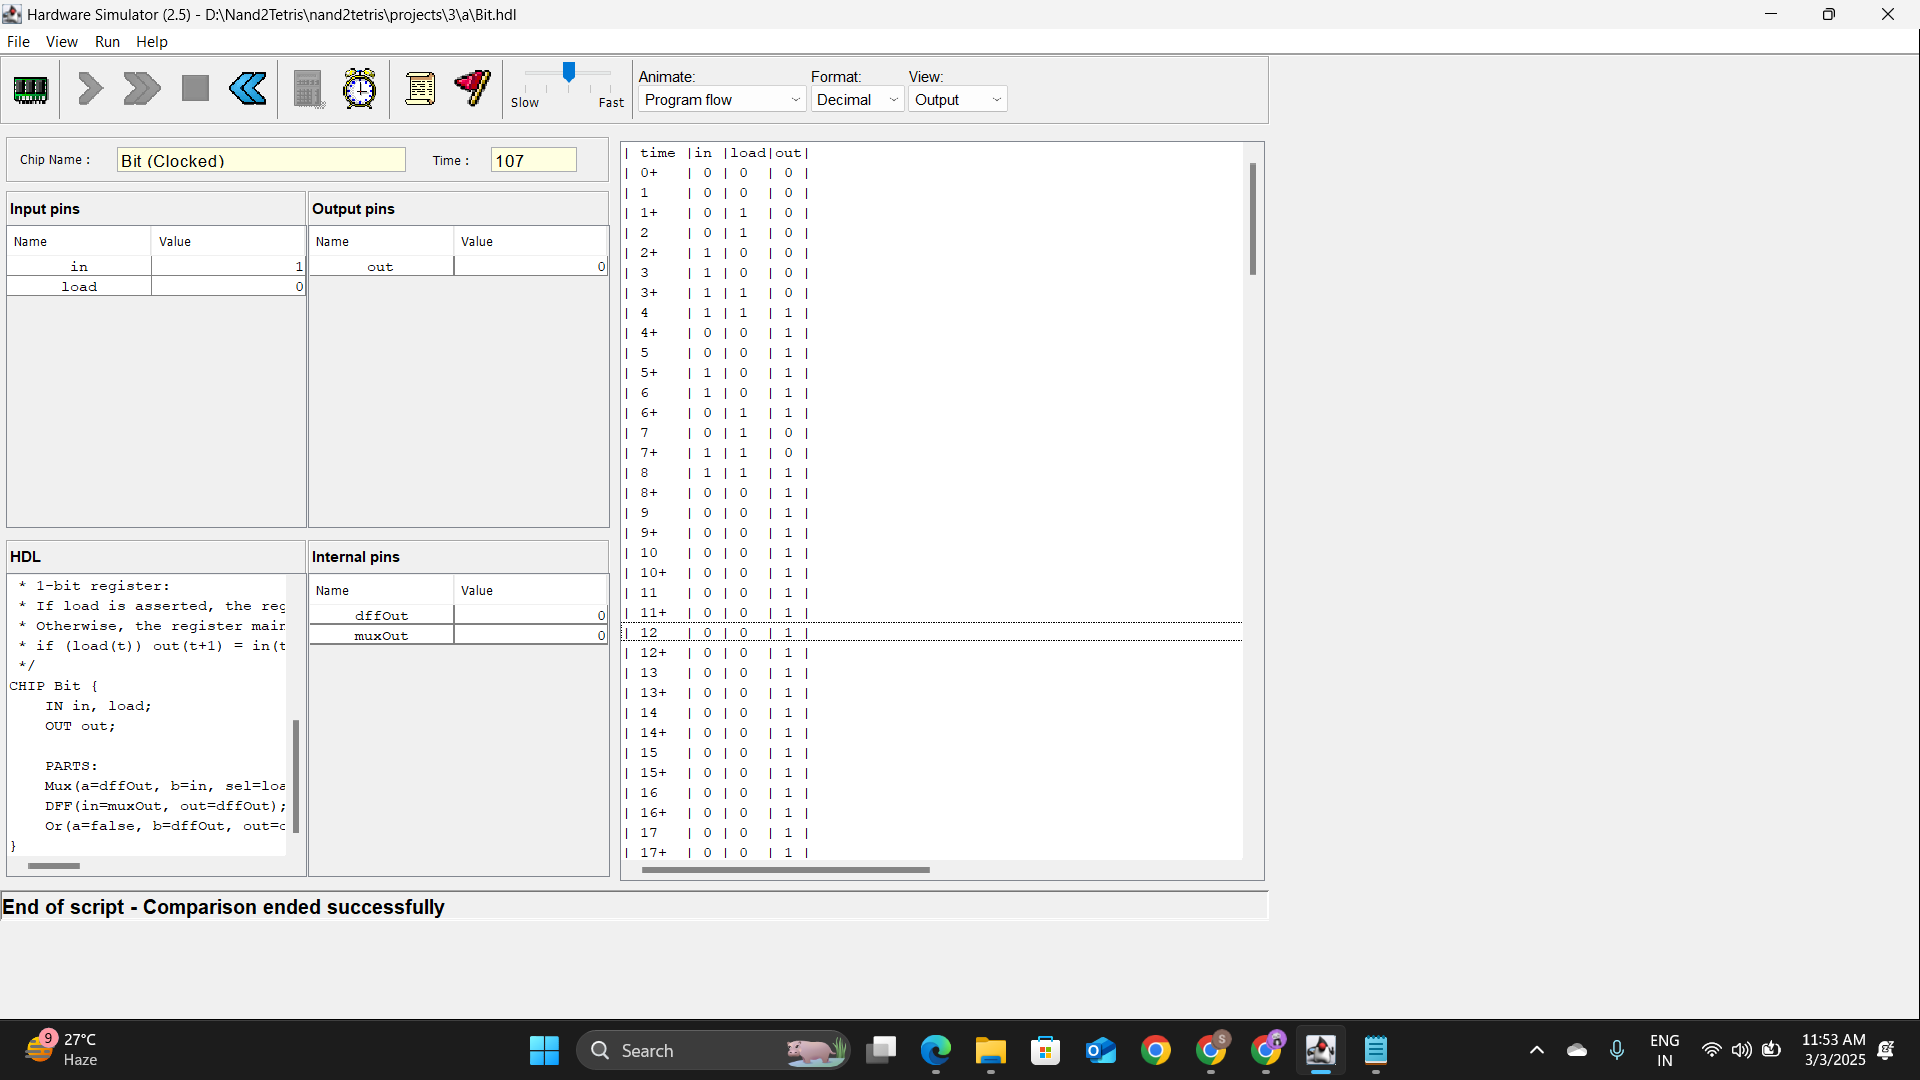 Hardware Simulator (2.5) - D:\Nand2Tetris\nand2tetris\projects\3\a\Bit.hdl
File View Run Help
Slow Fast
Animate: Format: View:
Program flow Decimal Output
Chip Name : Bit (Clocked) Time : 107
Input pins
Name Value
in 1
load 0
Output pins
Name Value
out 0
HDL
* 1-bit register:
* If load is asserted, the reg
* Otherwise, the register main
* if (load(t)) out(t+1) = in(t
*/
CHIP Bit {
IN in, load;
OUT out;
PARTS:
Mux(a=dffOut, b=in, sel=loa
DFF(in=muxOut, out=dffOut);
Or(a=false, b=dffOut, out=o
}
Internal pins
Name Value
dffOut 0
muxOut 0
| time |in |load|out|
| 0+ | 0 | 0 | 0 |
| 1 | 0 | 0 | 0 |
| 1+ | 0 | 1 | 0 |
| 2 | 0 | 1 | 0 |
| 2+ | 1 | 0 | 0 |
| 3 | 1 | 0 | 0 |
| 3+ | 1 | 1 | 0 |
| 4 | 1 | 1 | 1 |
| 4+ | 0 | 0 | 1 |
| 5 | 0 | 0 | 1 |
| 5+ | 1 | 0 | 1 |
| 6 | 1 | 0 | 1 |
| 6+ | 0 | 1 | 1 |
| 7 | 0 | 1 | 0 |
| 7+ | 1 | 1 | 0 |
| 8 | 1 | 1 | 1 |
| 8+ | 0 | 0 | 1 |
| 9 | 0 | 0 | 1 |
| 9+ | 0 | 0 | 1 |
| 10 | 0 | 0 | 1 |
| 10+ | 0 | 0 | 1 |
| 11 | 0 | 0 | 1 |
| 11+ | 0 | 0 | 1 |
| 12 | 0 | 0 | 1 |
| 12+ | 0 | 0 | 1 |
| 13 | 0 | 0 | 1 |
| 13+ | 0 | 0 | 1 |
| 14 | 0 | 0 | 1 |
| 14+ | 0 | 0 | 1 |
| 15 | 0 | 0 | 1 |
| 15+ | 0 | 0 | 1 |
| 16 | 0 | 0 | 1 |
| 16+ | 0 | 0 | 1 |
| 17 | 0 | 0 | 1 |
| 17+ | 0 | 0 | 1 |
End of script - Comparison ended successfully
9 27°C
Haze
Search
S
ENG
IN
11:53 AM
3/3/2025